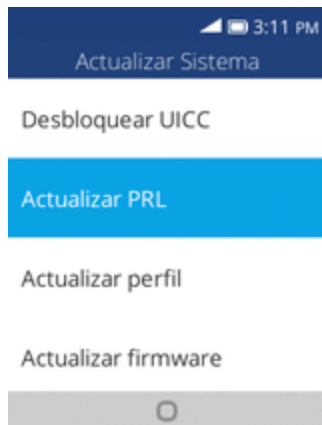 3:11 PM
Actualizar Sistema
Desbloquear UICC
Actualizar PRL
Actualizar perfil
Actualizar firmware